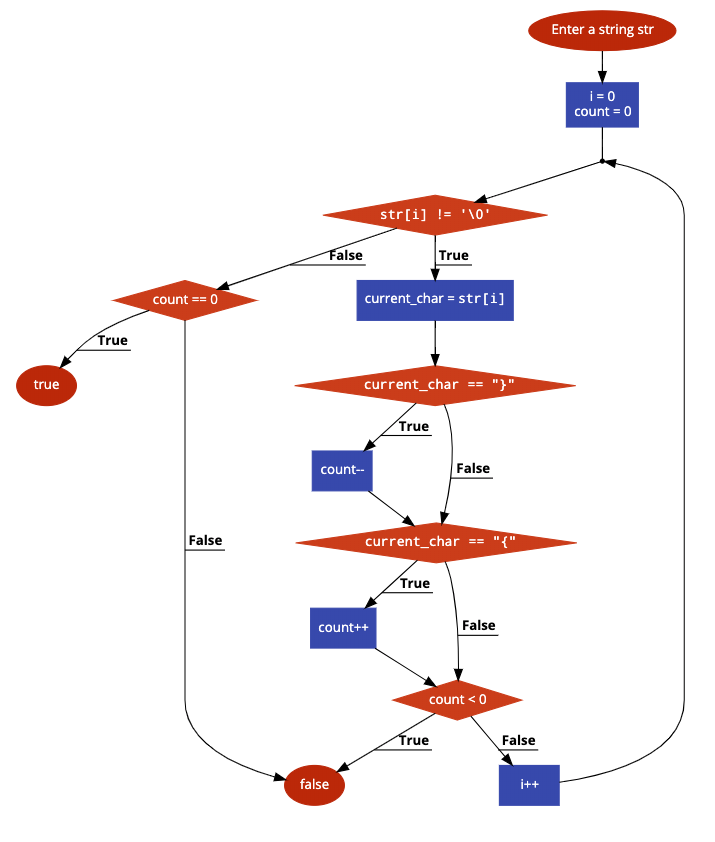 Enter a string str
i = 0
count = 0
str[i] != '\0'
False
True
count == 0
current_char = str[i]
True
true
current_char == "}"
True
count--
False
False
current_char == "{"
True
count++
False
count < 0
True
False
false
i++